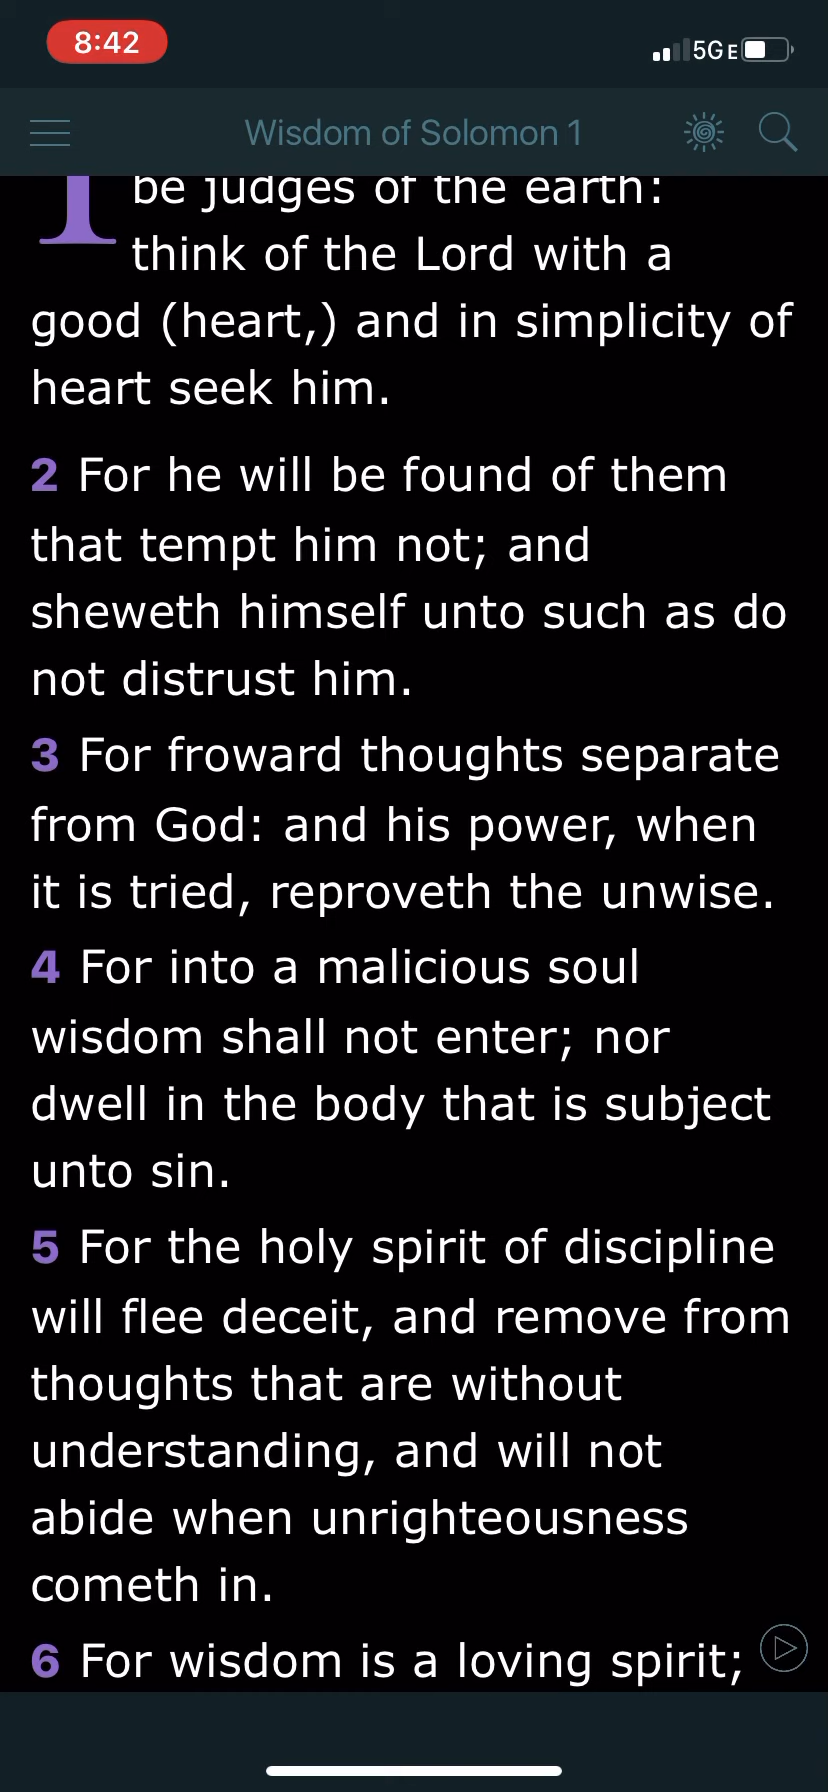 8:42
5GE
Wisdom of Solomon 1
1 be judges of the earth:
think of the Lord with a
good (heart,) and in simplicity of
heart seek him.
2 For he will be found of them
that tempt him not; and
sheweth himself unto such as do
not distrust him.
3 For froward thoughts separate
from God: and his power, when
it is tried, reproveth the unwise.
4 For into a malicious soul
wisdom shall not enter; nor
dwell in the body that is subject
unto sin.
5 For the holy spirit of discipline
will flee deceit, and remove from
thoughts that are without
understanding, and will not
abide when unrighteousness
cometh in.
6 For wisdom is a loving spirit;